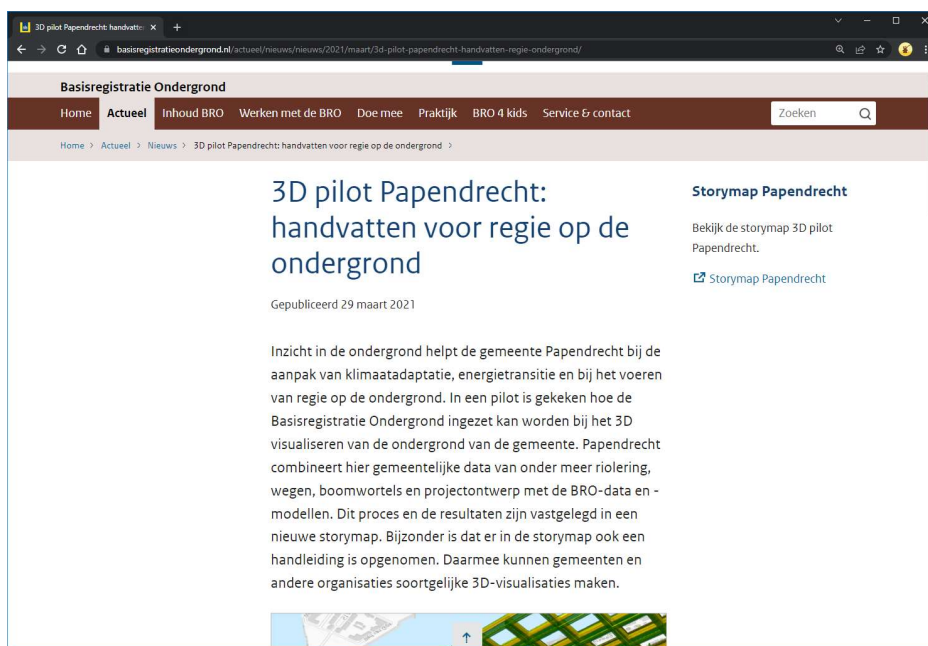 3D pilot Papendrecht: handvatte
basisregistratieondergrond.nl/actueel/nieuws/nieuws/2021/maart/3d-pilot-papendrecht-handvatten-regie-ondergrond/
Basisregistratie Ondergrond
Home Actueel Inhoud BRO Werken met de BRO Doe mee Praktijk BRO 4 kids Service & contact Zoeken
Home > Actueel > Nieuws > 3D pilot Papendrecht: handvatten voor regie op de ondergrond >
3D pilot Papendrecht:
handvatten voor regie op de
ondergrond
Gepubliceerd 29 maart 2021
Inzicht in de ondergrond helpt de gemeente Papendrecht bij de
aanpak van klimaatadaptatie, energietransitie en bij het voeren
van regie op de ondergrond. In een pilot is gekeken hoe de
Basisregistratie Ondergrond ingezet kan worden bij het 3D
visualiseren van de ondergrond van de gemeente. Papendrecht
combineert hier gemeentelijke data van onder meer riolering,
wegen, boomwortels en projectontwerp met de BRO-data en -
modellen. Dit proces en de resultaten zijn vastgelegd in een
nieuwe storymap. Bijzonder is dat er in de storymap ook een
handleiding is opgenomen. Daarmee kunnen gemeenten en
andere organisaties soortgelijke 3D-visualisaties maken.
Storymap Papendrecht
Bekijk de storymap 3D pilot
Papendrecht.
Storymap Papendrecht